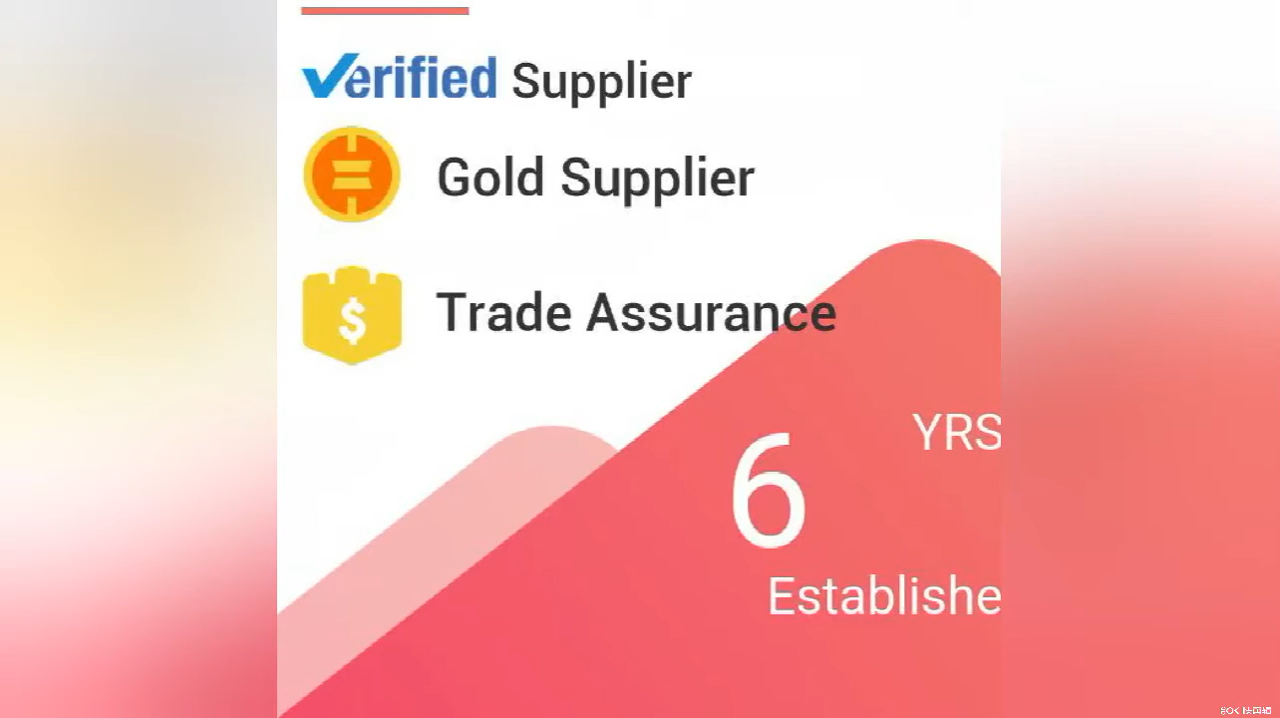 Verified Supplier
Gold Supplier
$
Trade Assurance
YRS
6
Establishe